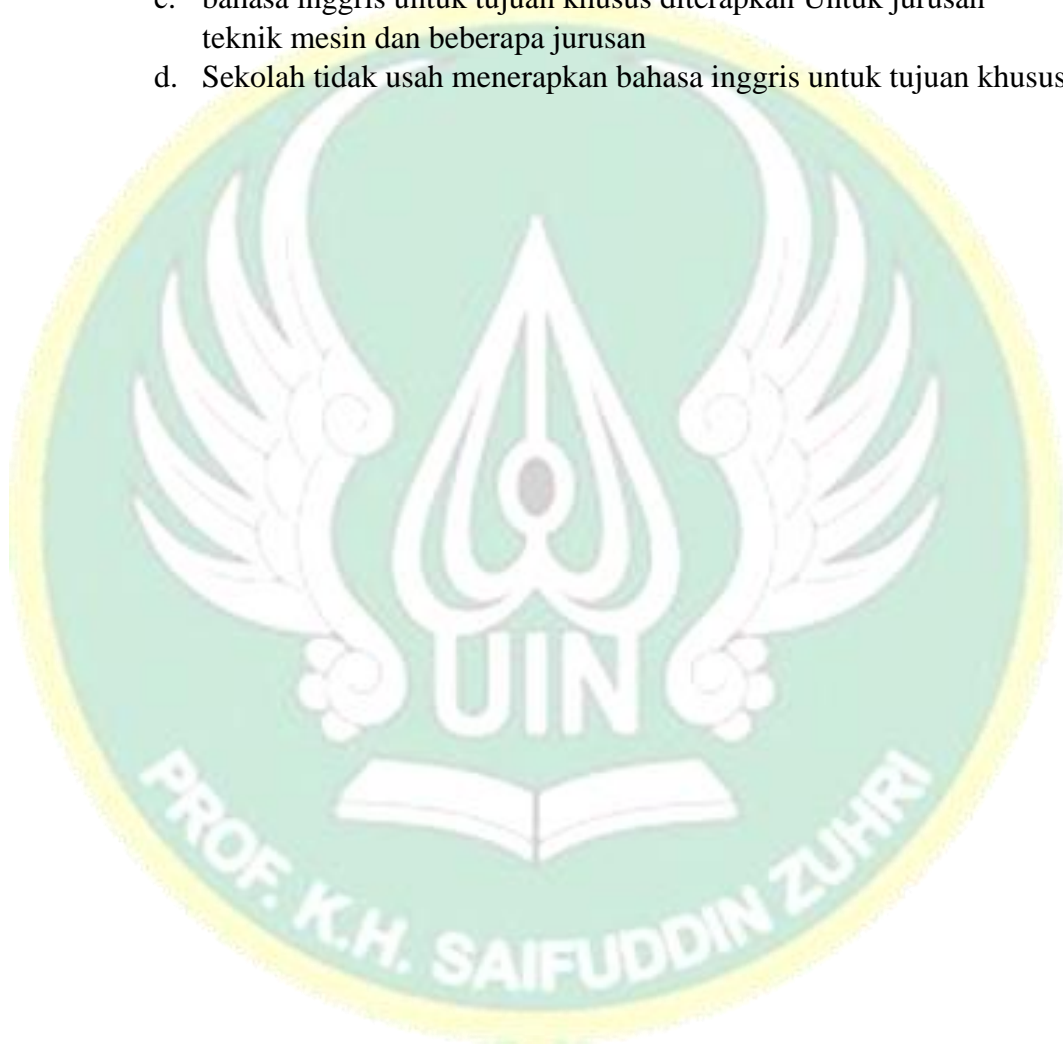 c. bahasa inggris untuk tujuan khusus diterapkan Untuk jurusan
teknik mesin dan beberapa jurusan
d. Sekolah tidak usah menerapkan bahasa inggris untuk tujuan khusus
UIN
PROF. K.H. SAIFUDDIN ZUHRI